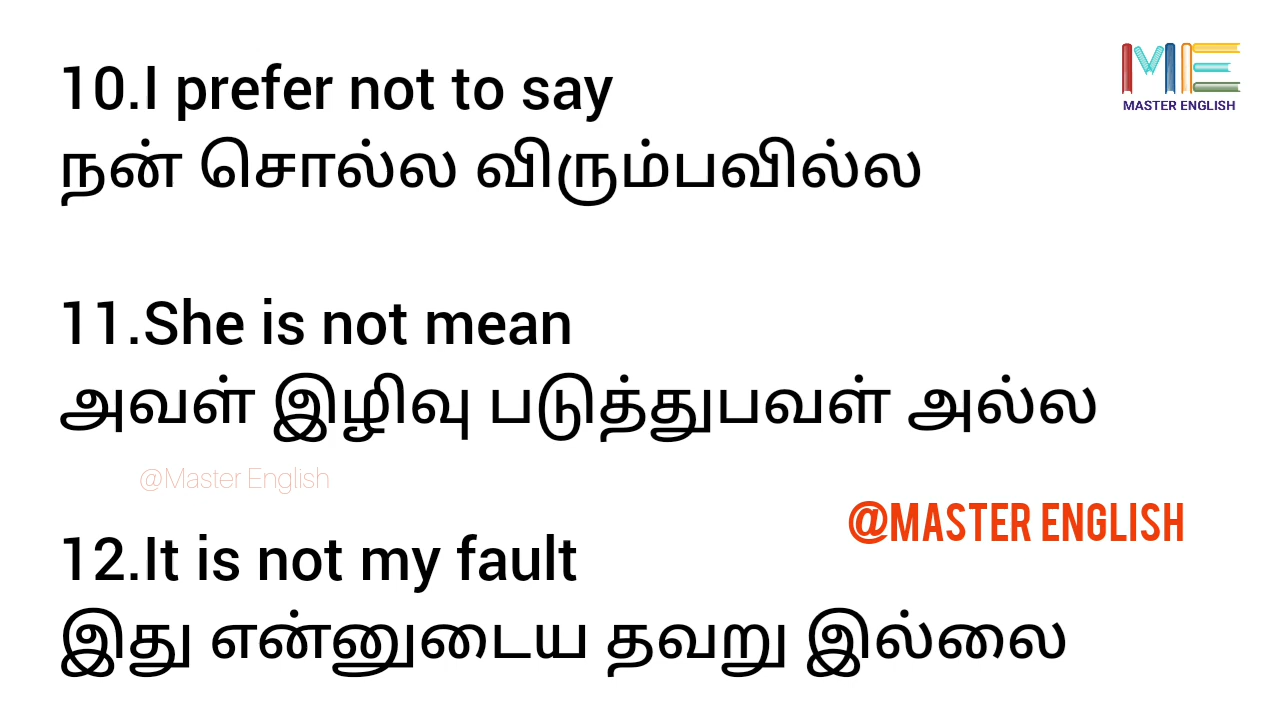 10.I prefer not to say
நன் சொல்ல விரும்பவில்ல
11.She is not mean
அவள் இழிவு படுத்துபவள் அல்ல
@Master English
12.It is not my fault
இது என்னுடைய தவறு இல்லை
@MASTER ENGLISH
ME
MASTER ENGLISH